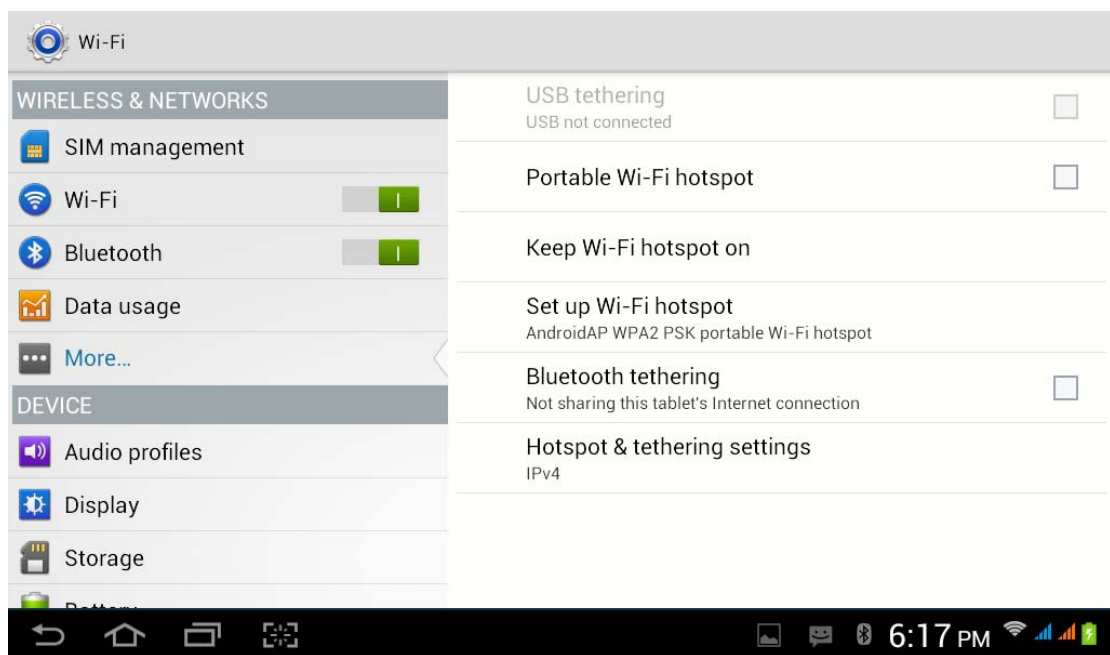 Wi-Fi
WIRELESS & NETWORKS
SIM management
Wi-Fi
Bluetooth
Data usage
More...
DEVICE
Audio profiles
Display
Storage
USB tethering
USB not connected
Portable Wi-Fi hotspot
Keep Wi-Fi hotspot on
Set up Wi-Fi hotspot
AndroidAP WPA2 PSK portable Wi-Fi hotspot
Bluetooth tethering
Not sharing this tablet's Internet connection
Hotspot & tethering settings
IPv4
6:17 PM